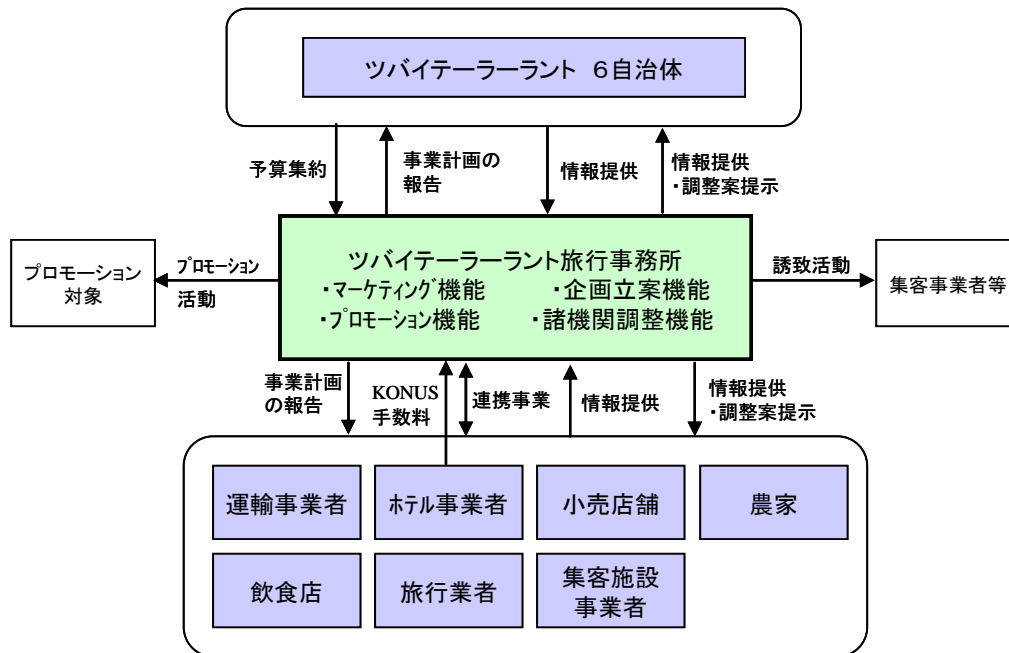 ツバイテーラーラント 6自治体
予算集約
事業計画の
報告
情報提供
情報提供
・調整案提示
プロモーション
対象
プロモーション
活動
ツバイテーラーラント旅行事務所
・マーケティング機能 ・企画立案機能
・プロモーション機能 ・諸機関調整機能
誘致活動
集客事業者等
事業計画
の報告
KONUS
手数料
連携事業
情報提供
情報提供
・調整案提示
運輸事業者
ホテル事業者
小売店舗
農家
飲食店
旅行業者
集客施設
事業者